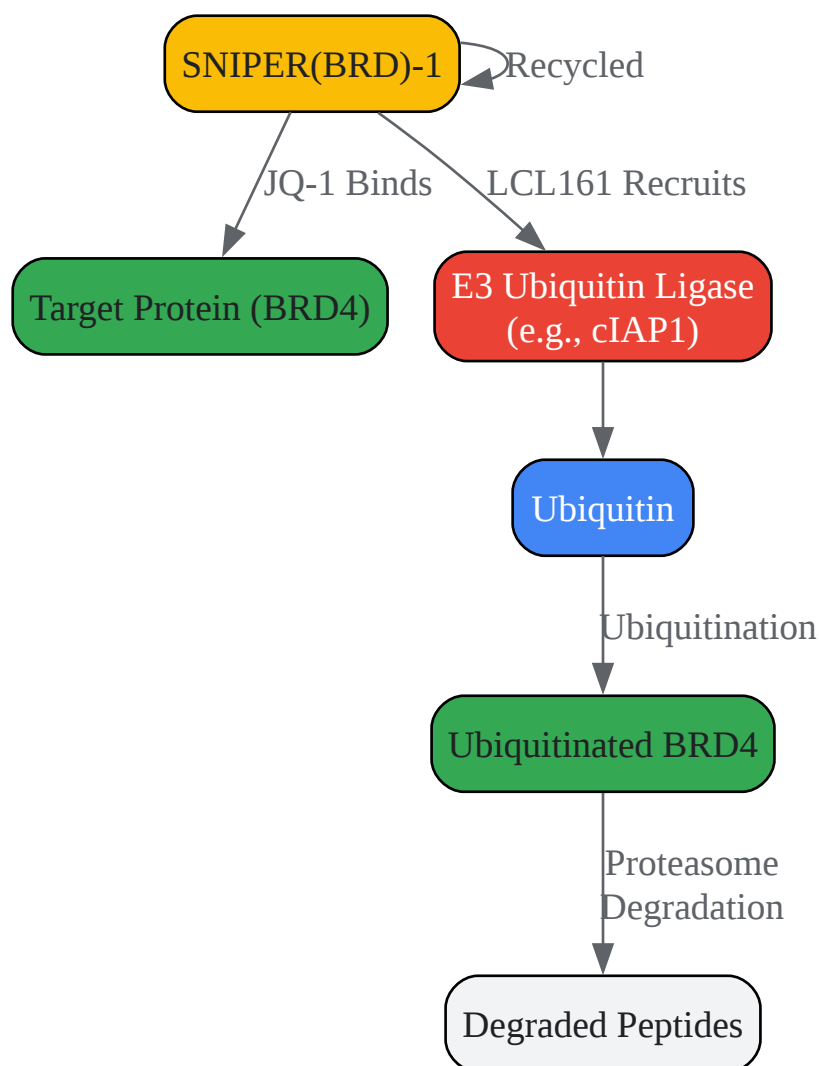 SNIPER(BRD)-1
Recycled
JQ-1 Binds
LCL161 Recruits
Target Protein (BRD4)
E3 Ubiquitin Ligase
(e.g., cIAP1)
Ubiquitin
Ubiquitination
Ubiquitinated BRD4
Proteasome
Degradation
Degraded Peptides